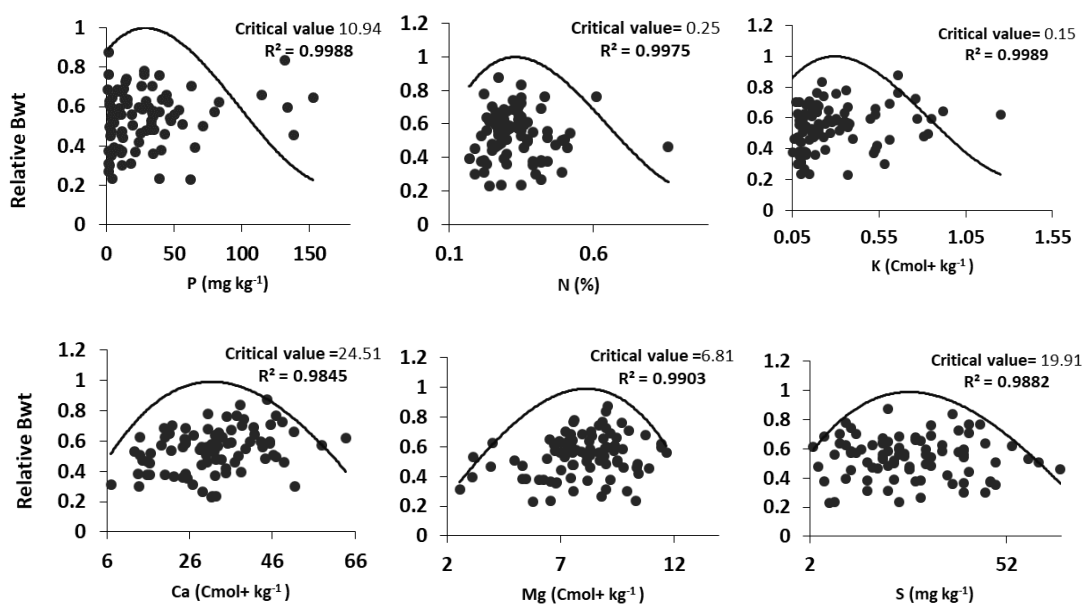 Critical value 10.94
R² = 0.9988
1
0.8
0.6
0.4
0.2
0
0 50 100 150
P (mg kg⁻¹)
Relative Bwt
Critical value= 0.25
R² = 0.9975
1.2
1
0.8
0.6
0.4
0.2
0
0.1 0.6
N (%)
Critical value= 0.15
R² = 0.9989
1.2
1
0.8
0.6
0.4
0.2
0
0.05 0.55 1.05 1.55
K (Cmol+ kg⁻¹)
Critical value =24.51
R² = 0.9845
1.2
1
0.8
0.6
0.4
0.2
0
6 26 46 66
Ca (Cmol+ kg⁻¹)
Relative Bwt
Critical value =6.81
R² = 0.9903
1.2
1
0.8
0.6
0.4
0.2
0
2 7 12
Mg (Cmol+ kg⁻¹)
Critical value= 19.91
R² = 0.9882
1.2
1
0.8
0.6
0.4
0.2
0
2 52
S (mg kg⁻¹)